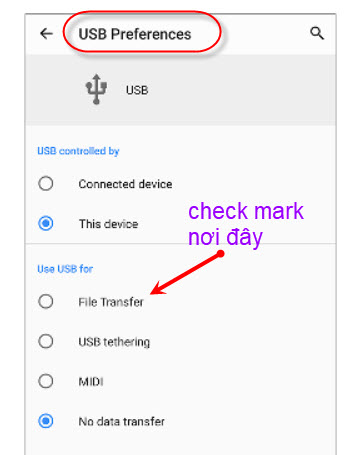 USB Preferences
USB
USB controlled by
Connected device
This device
check mark
nơi đây
Use USB for
File Transfer
USB tethering
MIDI
No data transfer